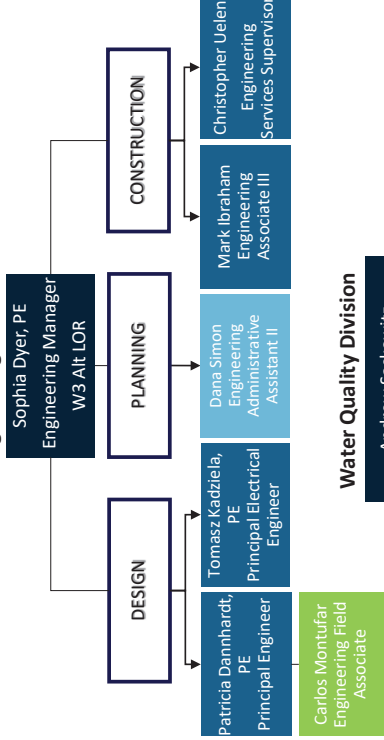 Sophia Dyer, PE
Engineering Manager
W3 Alt LOR
DESIGN
PLANNING
CONSTRUCTION
Patricia Dannhardt,
PE
Principal Engineer
Tomasz Kadziela,
PE
Principal Electrical
Engineer
Dana Simon
Engineering
Administrative
Assistant II
Mark Ibrahim
Engineering
Associate III
Christopher Uelen
Engineering
Services Supervisor
Carlos Montufar
Engineering Field
Associate
Water Quality Division